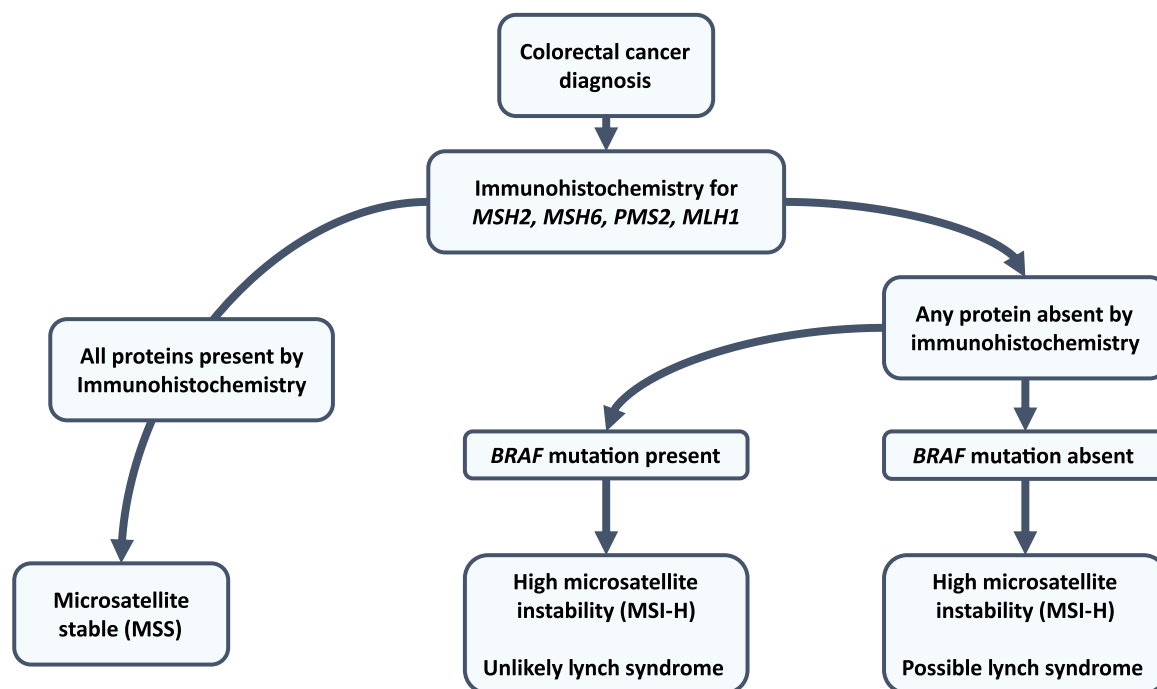 Colorectal cancer
diagnosis
Immunohistochemistry for
MSH2, MSH6, PMS2, MLH1
All proteins present by
Immunohistochemistry
Any protein absent by
immunohistochemistry
BRAF mutation present
BRAF mutation absent
Microsatellite
stable (MSS)
High microsatellite
instability (MSI-H)
Unlikely lynch syndrome
High microsatellite
instability (MSI-H)
Possible lynch syndrome